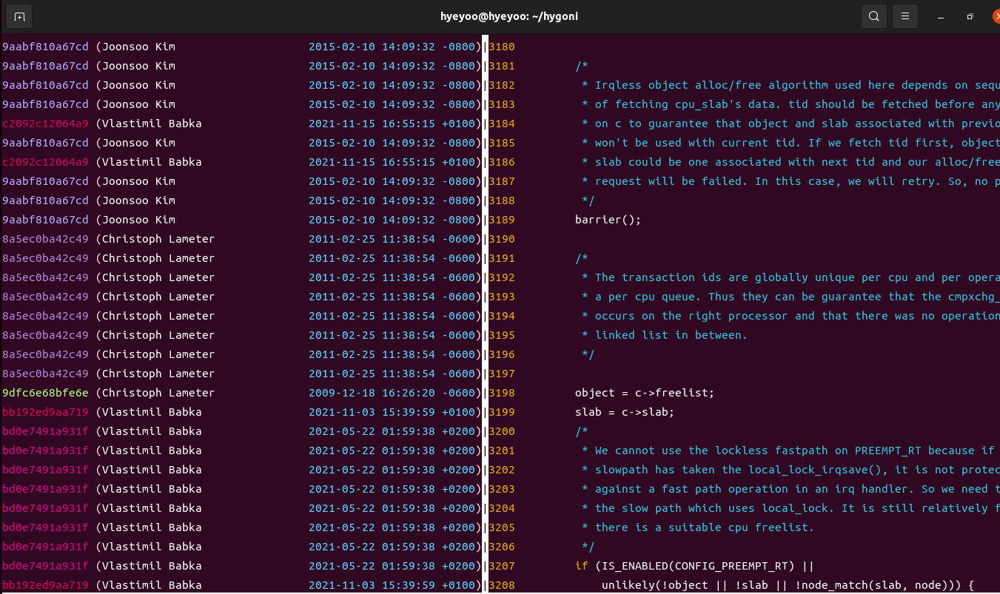 hyeyoo@hyeyoo: ~/hygoni
9aabf810a67cd (Joonsoo Kim 2015-02-10 14:09:32 -0800)|3180
9aabf810a67cd (Joonsoo Kim 2015-02-10 14:09:32 -0800)|3181 /*
9aabf810a67cd (Joonsoo Kim 2015-02-10 14:09:32 -0800)|3182 * Irqless object alloc/free algorithm used here depends on sequ
9aabf810a67cd (Joonsoo Kim 2015-02-10 14:09:32 -0800)|3183 * of fetching cpu_slab's data. tid should be fetched before any
c2092c12064a9 (Vlastimil Babka 2021-11-15 16:55:15 +0100)|3184 * on c to guarantee that object and slab associated with previo
9aabf810a67cd (Joonsoo Kim 2015-02-10 14:09:32 -0800)|3185 * won't be used with current tid. If we fetch tid first, object
c2092c12064a9 (Vlastimil Babka 2021-11-15 16:55:15 +0100)|3186 * slab could be one associated with next tid and our alloc/free
9aabf810a67cd (Joonsoo Kim 2015-02-10 14:09:32 -0800)|3187 * request will be failed. In this case, we will retry. So, no p
9aabf810a67cd (Joonsoo Kim 2015-02-10 14:09:32 -0800)|3188 */
9aabf810a67cd (Joonsoo Kim 2015-02-10 14:09:32 -0800)|3189 barrier();
8a5ec0ba42c49 (Christoph Lameter 2011-02-25 11:38:54 -0600)|3190
8a5ec0ba42c49 (Christoph Lameter 2011-02-25 11:38:54 -0600)|3191 /*
8a5ec0ba42c49 (Christoph Lameter 2011-02-25 11:38:54 -0600)|3192 * The transaction ids are globally unique per cpu and per opera
8a5ec0ba42c49 (Christoph Lameter 2011-02-25 11:38:54 -0600)|3193 * a per cpu queue. Thus they can be guarantee that the cmpxchg_
8a5ec0ba42c49 (Christoph Lameter 2011-02-25 11:38:54 -0600)|3194 * occurs on the right processor and that there was no operation
8a5ec0ba42c49 (Christoph Lameter 2011-02-25 11:38:54 -0600)|3195 * linked list in between.
8a5ec0ba42c49 (Christoph Lameter 2011-02-25 11:38:54 -0600)|3196 */
8a5ec0ba42c49 (Christoph Lameter 2011-02-25 11:38:54 -0600)|3197
9dfc6e68bfe6e (Christoph Lameter 2009-12-18 16:26:20 -0600)|3198 object = c->freelist;
bb192ed9aa719 (Vlastimil Babka 2021-11-03 15:39:59 +0100)|3199 slab = c->slab;
bd0e7491a931f (Vlastimil Babka 2021-05-22 01:59:38 +0200)|3200 /*
bd0e7491a931f (Vlastimil Babka 2021-05-22 01:59:38 +0200)|3201 * We cannot use the lockless fastpath on PREEMPT_RT because if
bd0e7491a931f (Vlastimil Babka 2021-05-22 01:59:38 +0200)|3202 * slowpath has taken the local_lock_irqsave(), it is not protec
bd0e7491a931f (Vlastimil Babka 2021-05-22 01:59:38 +0200)|3203 * against a fast path operation in an irq handler. So we need t
bd0e7491a931f (Vlastimil Babka 2021-05-22 01:59:38 +0200)|3204 * the slow path which uses local_lock. It is still relatively f
bd0e7491a931f (Vlastimil Babka 2021-05-22 01:59:38 +0200)|3205 * there is a suitable cpu freelist.
bd0e7491a931f (Vlastimil Babka 2021-05-22 01:59:38 +0200)|3206 */
bd0e7491a931f (Vlastimil Babka 2021-05-22 01:59:38 +0200)|3207 if (IS_ENABLED(CONFIG_PREEMPT_RT) ||
bb192ed9aa719 (Vlastimil Babka 2021-11-03 15:39:59 +0100)|3208 unlikely(!object || !slab || !node_match(slab, node))) {